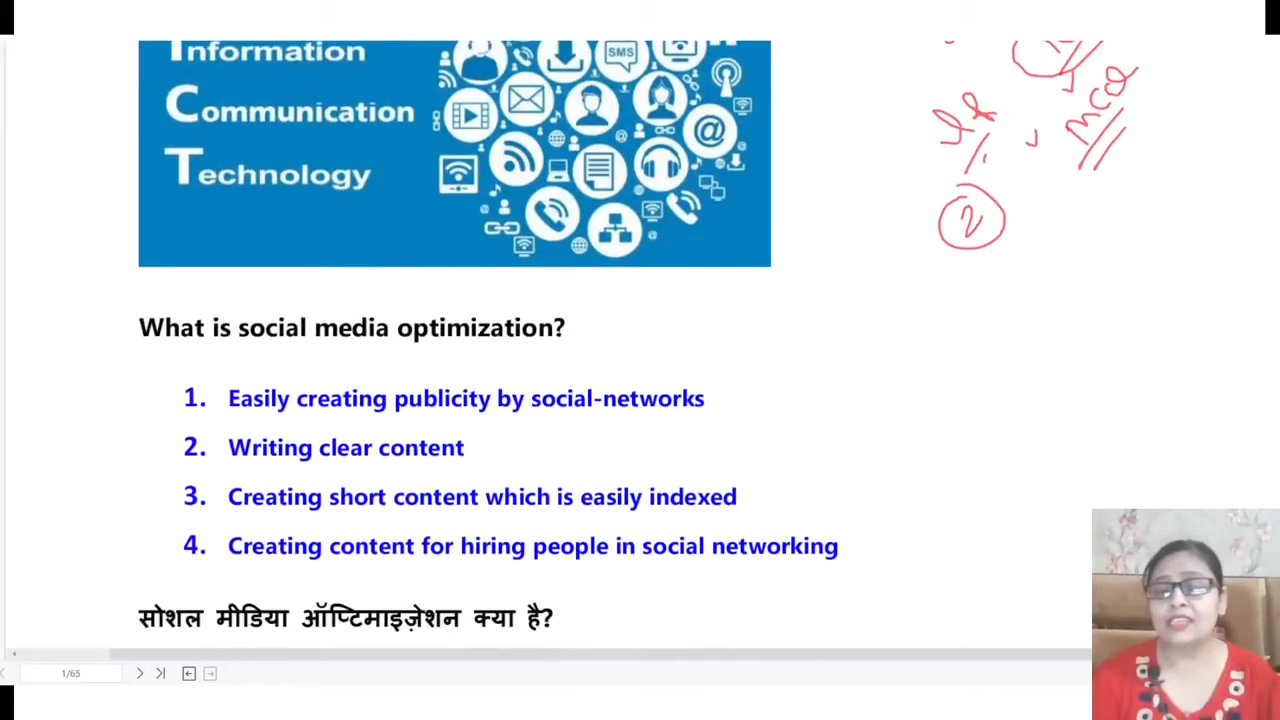 Information
Communication
Technology
SMS
MCQ
2
What is social media optimization?
1. Easily creating publicity by social-networks
2. Writing clear content
3. Creating short content which is easily indexed
4. Creating content for hiring people in social networking
सोशल मीडिया ऑप्टिमाइज़ेशन क्या है?
1/65